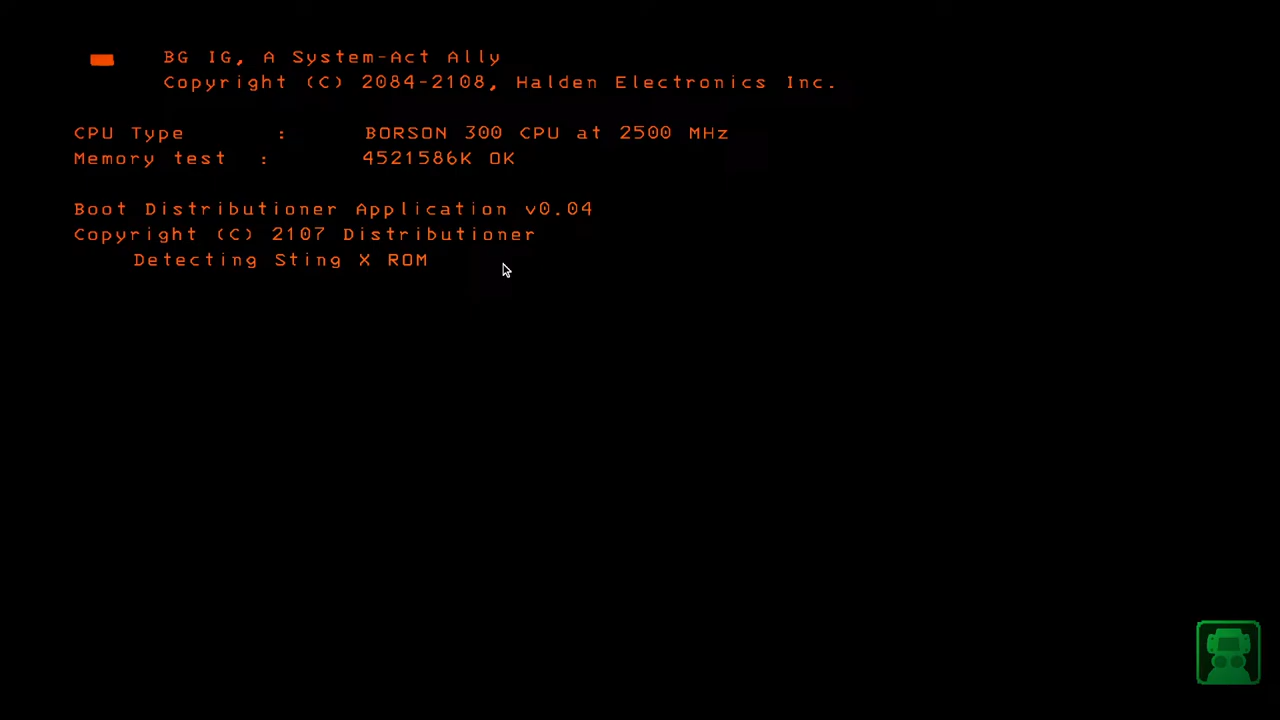 BG IG, A System-Act Ally
Copyright (C) 2084-2108, Halden Electronics Inc.
CPU Type : BORSON 300 CPU at 2500 MHz
Memory test : 4521586K OK
Boot Distributioner Application v0.04
Copyright (C) 2107 Distributioner
Detecting Sting X ROM